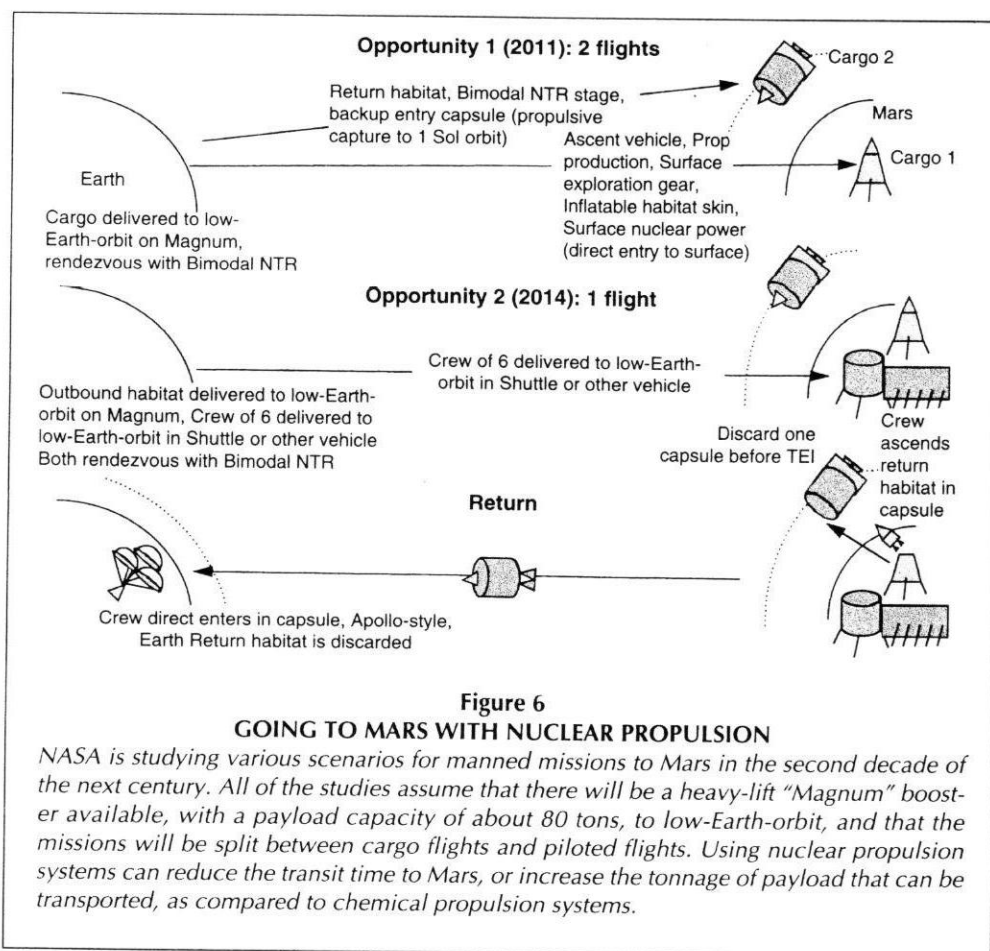 Opportunity 1 (2011): 2 flights
Cargo 2
Return habitat, Bimodal NTR stage,
backup entry capsule (propulsive
capture to 1 Sol orbit)
Mars
Ascent vehicle, Prop
production, Surface
exploration gear,
Inflatable habitat skin,
Surface nuclear power
(direct entry to surface)
Cargo 1
Earth
Cargo delivered to low-
Earth-orbit on Magnum,
rendezvous with Bimodal NTR
Opportunity 2 (2014): 1 flight
Crew of 6 delivered to low-Earth-
orbit in Shuttle or other vehicle
Outbound habitat delivered to low-Earth-
orbit on Magnum, Crew of 6 delivered to
low-Earth-orbit in Shuttle or other vehicle
Both rendezvous with Bimodal NTR
Discard one
capsule before TEI
Crew
ascends
return
habitat in
capsule
Return
Crew direct enters in capsule, Apollo-style,
Earth Return habitat is discarded
Figure 6
GOING TO MARS WITH NUCLEAR PROPULSION
NASA is studying various scenarios for manned missions to Mars in the second decade of
the next century. All of the studies assume that there will be a heavy-lift "Magnum" boost-
er available, with a payload capacity of about 80 tons, to low-Earth-orbit, and that the
missions will be split between cargo flights and piloted flights. Using nuclear propulsion
systems can reduce the transit time to Mars, or increase the tonnage of payload that can be
transported, as compared to chemical propulsion systems.